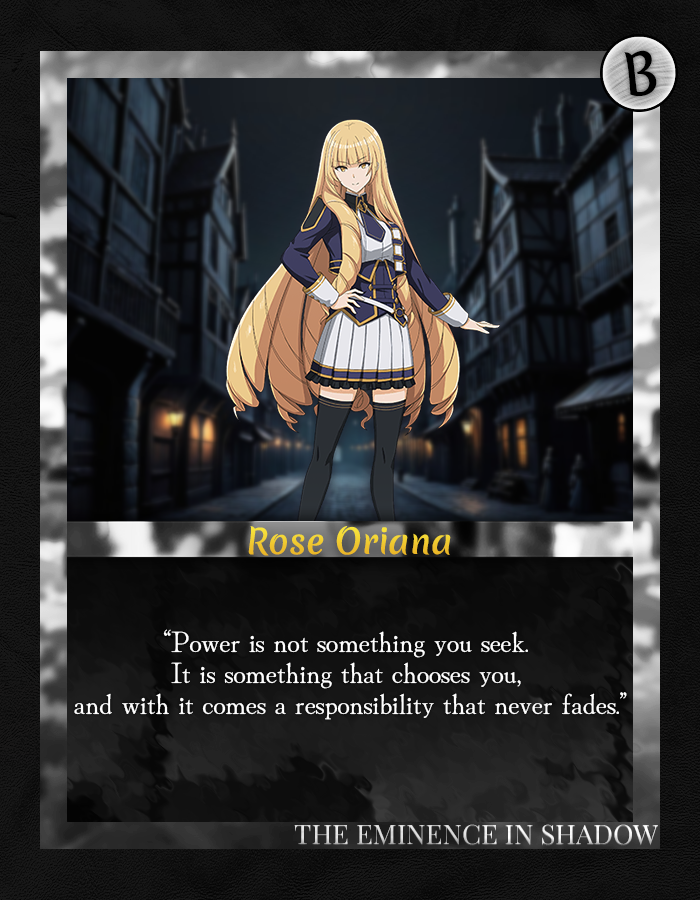 B
Rose Oriana
“Power is not something you seek.
It is something that chooses you,
and with it comes a responsibility that never fades.”
THE EMINENCE IN SHADOW